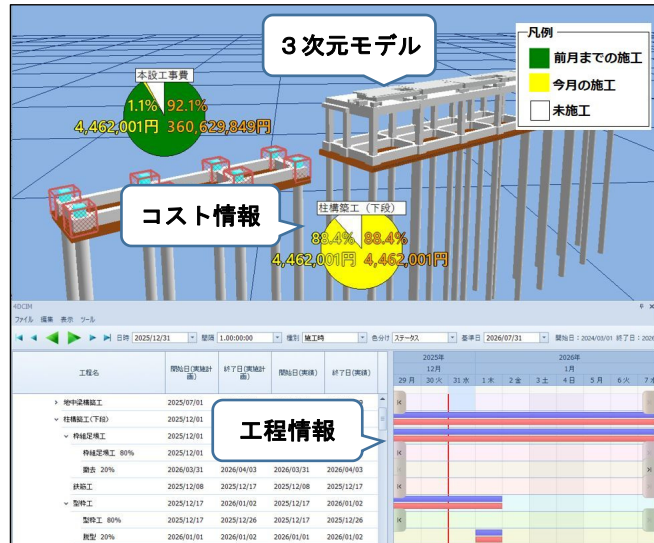 3次元モデル
凡例
前月までの施工
今月の施工
未施工
本設工事費
1.1% 92.1%
4,462,001円 360,629,849円
コスト情報
柱構築工(下段)
88.4% 88.4%
4,462,001円 4,462,001円
4DCIM
ファイル 編集 表示 ツール
日時 2025/12/31 間隔 1.00:00:00 種別 施工時 色分け ステータス 基準日 2026/07/31 開始日:2024/03/01 終了日:2026
工程名 開始日(実施計画) 終了日(実施計画) 開始日(実績) 終了日(実績)
2025年 2026年
12月 1月
29 月 30 火 31 水 1 木 2 金 3 土 4 日 5 月 6 火 7 水
地中梁構築工 2025/07/01
柱構築工(下段) 2025/12/01
工程情報
枠組足場工 2025/12/01
枠組足場工 80% 2025/12/01
撤去 20% 2026/03/31 2026/04/03 2026/03/31 2026/04/03
鉄筋工 2025/12/08 2025/12/17 2025/12/08 2025/12/17
型枠工 2025/12/17 2026/01/02 2025/12/17 2026/01/02
型枠工 80% 2025/12/17 2025/12/26 2025/12/17 2025/12/26
脱型 20% 2026/01/01 2026/01/02 2026/01/01 2026/01/02